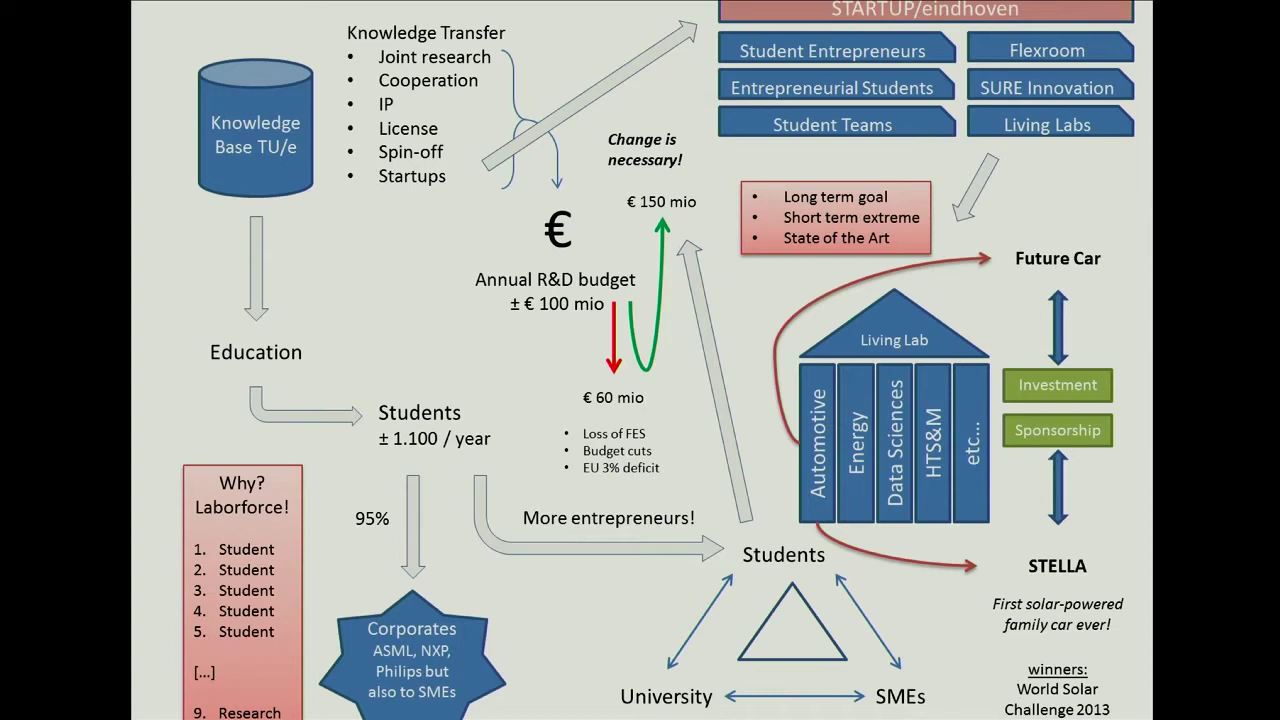 STARTUP/eindhoven
Student Entrepreneurs
Flexroom
Entrepreneurial Students
SURE Innovation
Student Teams
Living Labs
Knowledge Transfer
• Joint research
• Cooperation
• IP
• License
• Spin-off
• Startups
Knowledge
Base TU/e
Change is
necessary!
€ 150 mio
€
Annual R&D budget
± € 100 mio
€ 60 mio
• Loss of FES
• Budget cuts
• EU 3% deficit
• Long term goal
• Short term extreme
• State of the Art
Future Car
Living Lab
Automotive
Energy
Data Sciences
HTS&M
etc...
Investment
Sponsorship
STELLA
First solar-powered
family car ever!
winners:
World Solar
Challenge 2013
Education
Students
± 1.100 / year
95%
More entrepreneurs!
Students
University
SMEs
Why?
Laborforce!
1. Student
2. Student
3. Student
4. Student
5. Student
[...]
9. Research
Corporates
ASML, NXP,
Philips but
also to SMEs